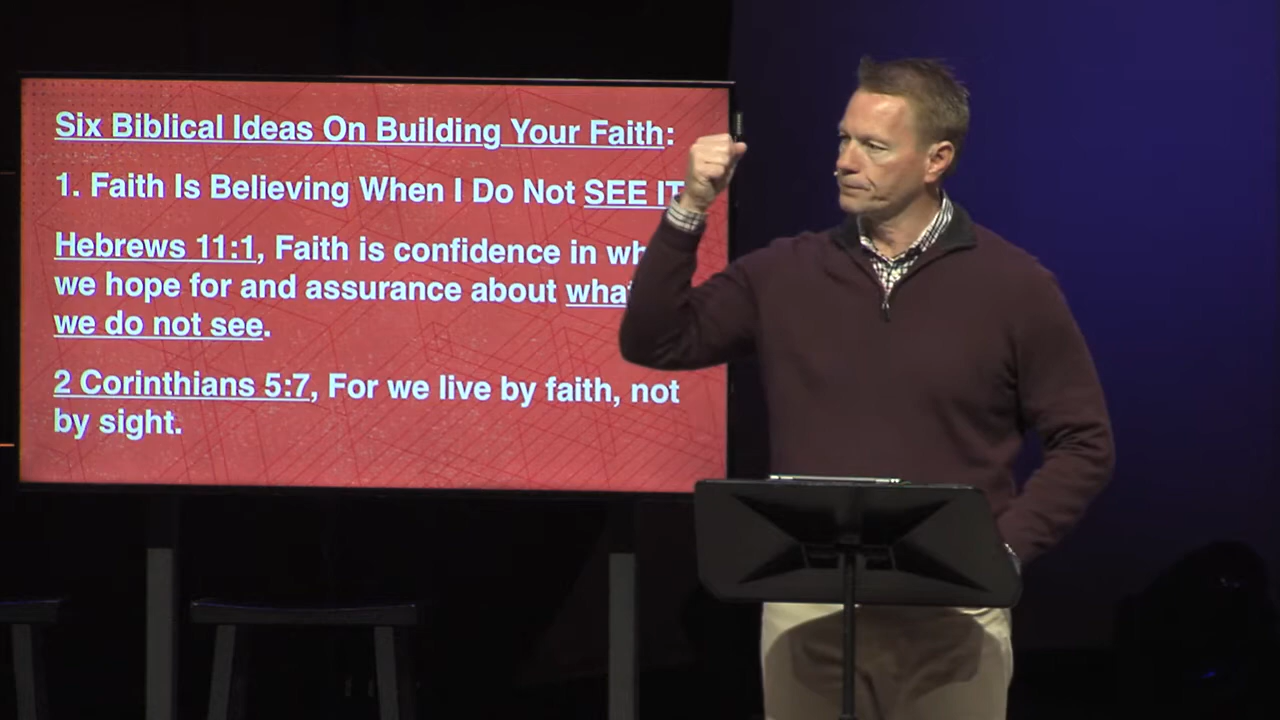 Six Biblical Ideas On Building Your Faith:
1. Faith Is Believing When I Do Not SEE IT
Hebrews 11:1, Faith is confidence in
we hope for and assurance about what
we do not see.
2 Corinthians 5:7, For we live by faith, not
by sight.